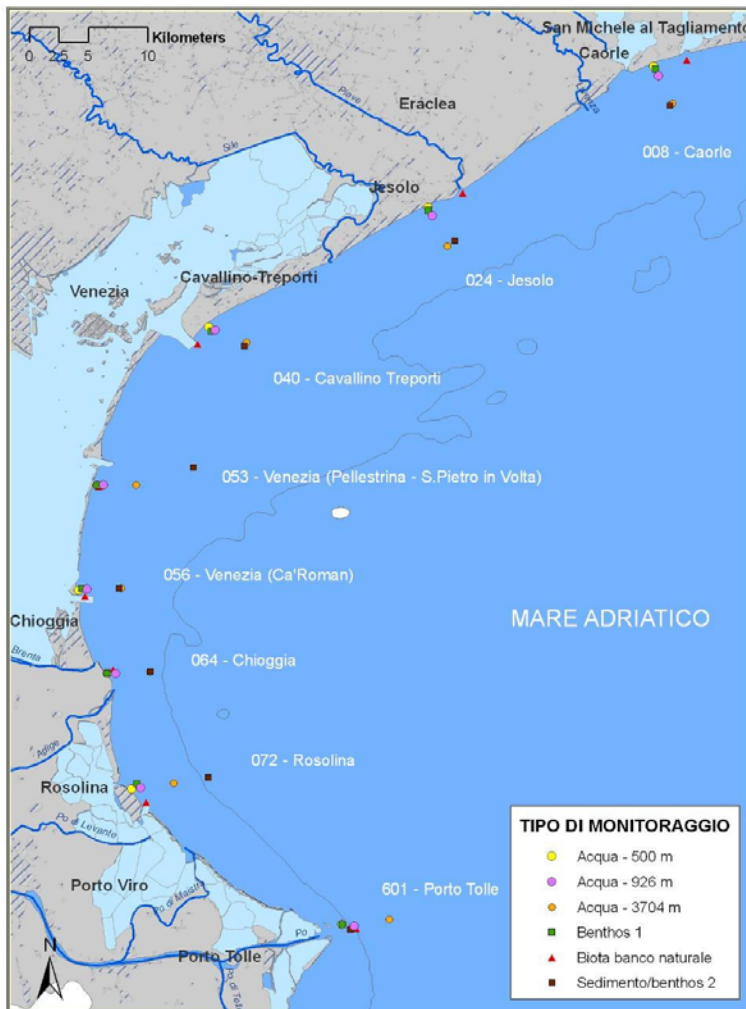 San Michele al Tagliamento
Kilometers
0 2.5 5 10
Caorle
Eraclea
Piave
Sile
008 - Caorle
Jesolo
024 - Jesolo
Cavallino-Treporti
Venezia
040 - Cavallino Treporti
053 - Venezia (Pellestrina - S.Pietro in Volta)
056 - Venezia (Ca'Roman)
Chioggia
MARE ADRIATICO
Brenta
064 - Chioggia
Adige
072 - Rosolina
Rosolina
Po di Levante
TIPO DI MONITORAGGIO
Acqua - 500 m
Acqua - 926 m
Acqua - 3704 m
Benthos 1
Biota banco naturale
Sedimento/benthos 2
Porto Viro
601 - Porto Tolle
Po
N
Porto Tolle